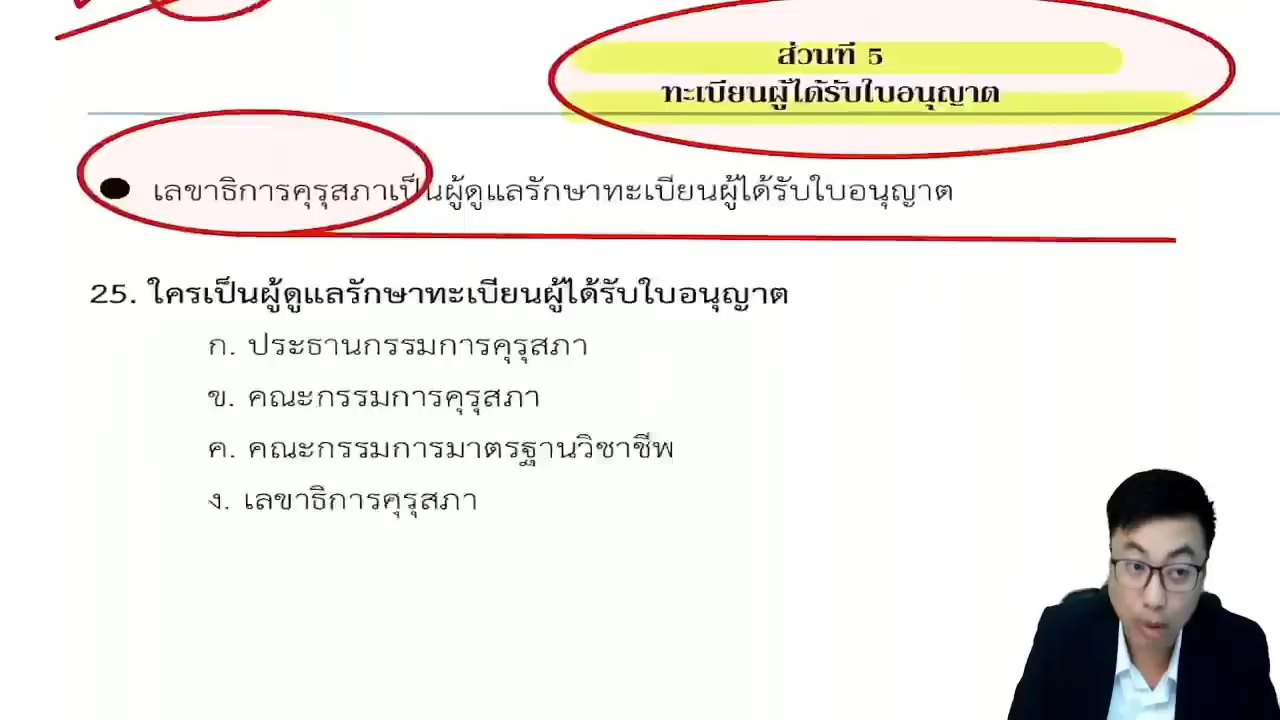 ส่วนที่ 5
ทะเบียนผู้ได้รับใบอนุญาต
เลขาธิการคุรุสภาเป็นผู้ดูแลรักษาทะเบียนผู้ได้รับใบอนุญาต
25. ใครเป็นผู้ดูแลรักษาทะเบียนผู้ได้รับใบอนุญาต
ก. ประธานกรรมการคุรุสภา
ข. คณะกรรมการคุรุสภา
ค. คณะกรรมการมาตรฐานวิชาชีพ
ง. เลขาธิการคุรุสภา